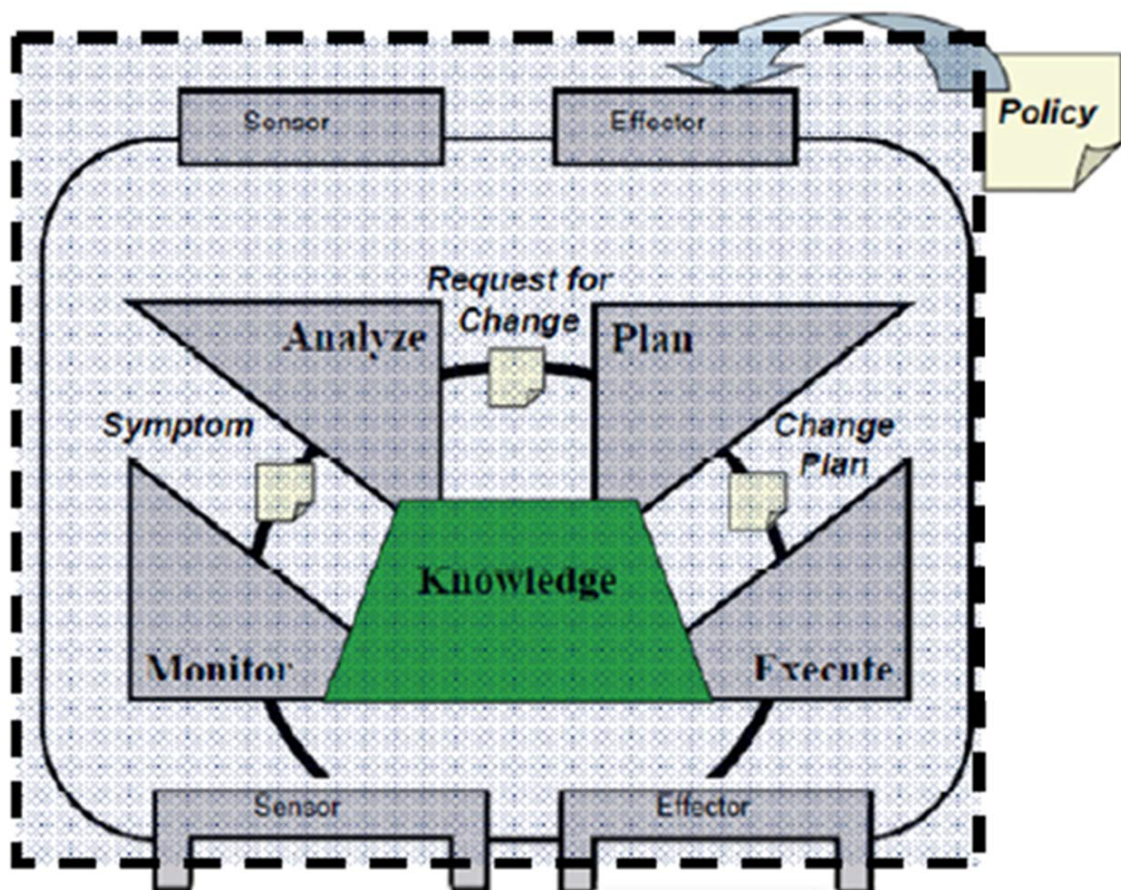 Policy
Sensor
Effector
Request for
Change
Analyze
Plan
Symptom
Change
Plan
Knowledge
Monitor
Execute
Sensor
Effector